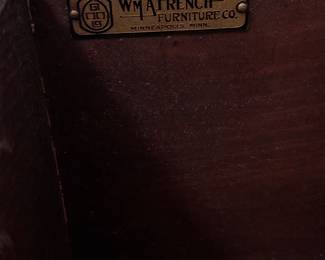 WM A FRENCH
FURNITURE CO.
MINNEAPOLIS, MINN.